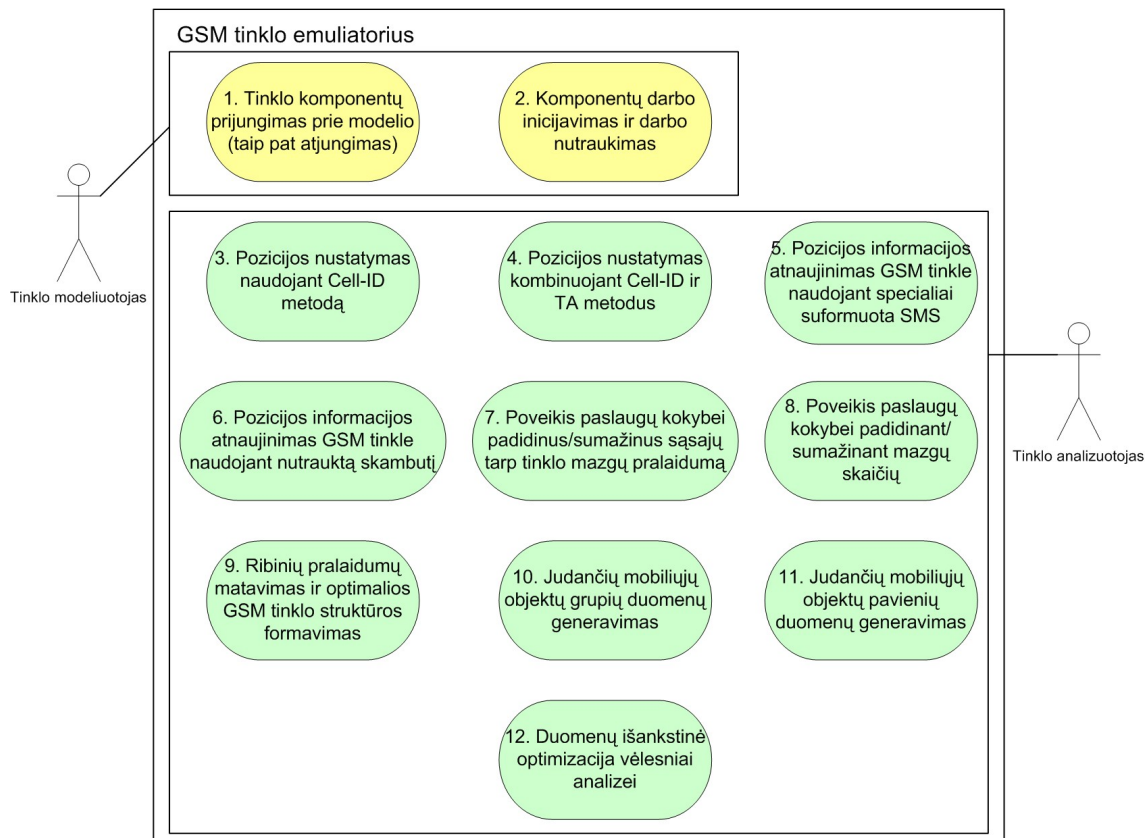 GSM tinklo emuliatorius
1. Tinklo komponentų
prijungimas prie modelio
(taip pat atjungimas)
2. Komponentų darbo
inicijavimas ir darbo
nutraukimas
Tinklo modeliuotojas
3. Pozicijos nustatymas
naudojant Cell-ID
metodą
4. Pozicijos nustatymas
kombinuojant Cell-ID ir
TA metodus
5. Pozicijos informacijos
atnaujinimas GSM tinkle
naudojant specialiai
suformuota SMS
6. Pozicijos informacijos
atnaujinimas GSM tinkle
naudojant nutrauktą skambutį
7. Poveikis paslaugų kokybei
padidinus/sumažinus sąsajų
tarp tinklo mazgų pralaidumą
8. Poveikis paslaugų
kokybei padidinant/
sumažinant mazgų
skaičių
Tinklo analizuotojas
9. Ribinių pralaidumų
matavimas ir optimalios
GSM tinklo struktūros
formavimas
10. Judančių mobiliųjų
objektų grupių duomenų
generavimas
11. Judančių mobiliųjų
objektų pavienių
duomenų generavimas
12. Duomenų išankstinė
optimizacija vėlesniai
analizei